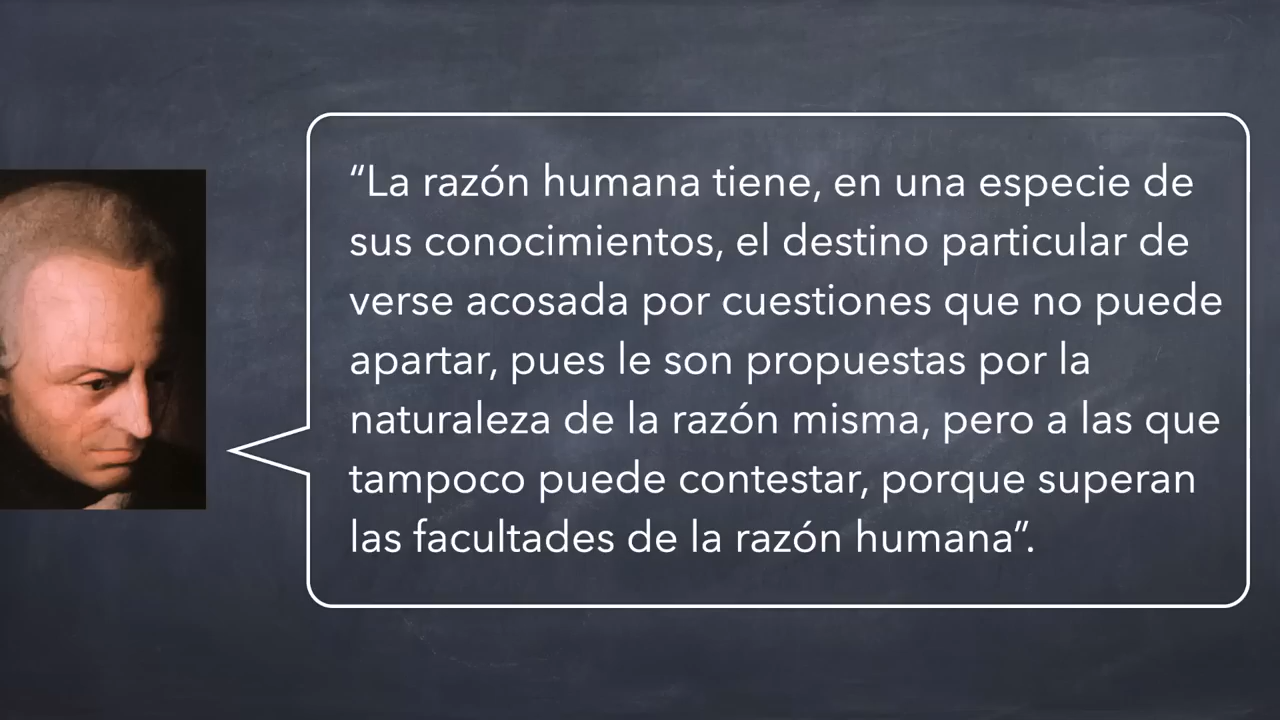 “La razón humana tiene, en una especie de
sus conocimientos, el destino particular de
verse acosada por cuestiones que no puede
apartar, pues le son propuestas por la
naturaleza de la razón misma, pero a las que
tampoco puede contestar, porque superan
las facultades de la razón humana”.